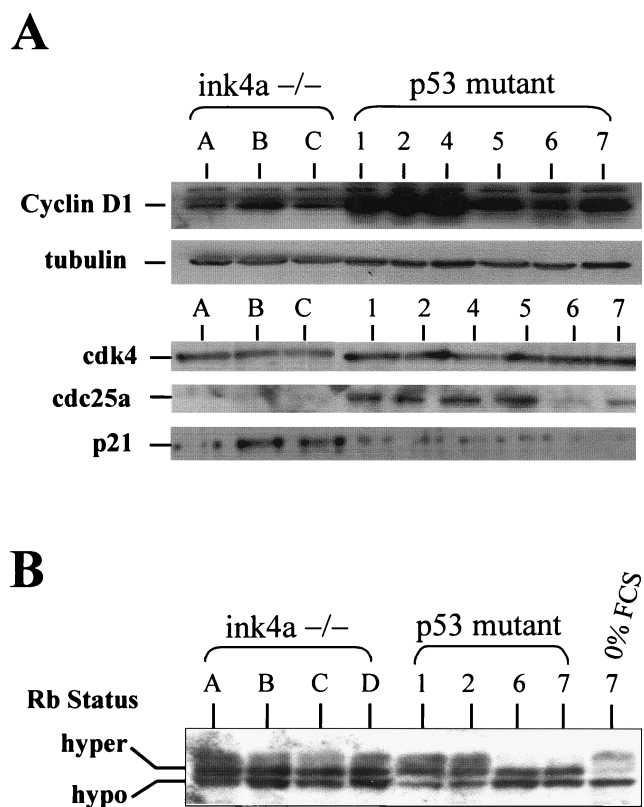 A
ink4a –/– p53 mutant
A B C 1 2 4 5 6 7
Cyclin D1
tubulin
A B C 1 2 4 5 6 7
cdk4
cdc25a
p21
B
ink4a –/– p53 mutant 0% FCS
Rb Status A B C D 1 2 6 7 7
hyper
hypo